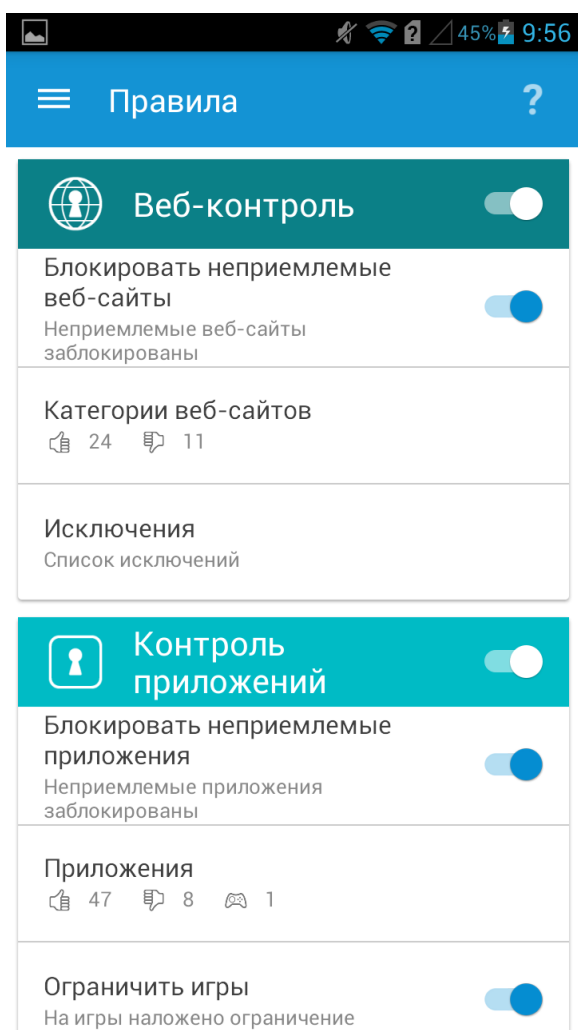 45% 9:56
Правила ?
Веб-контроль
Блокировать неприемлемые
веб-сайты
Неприемлемые веб-сайты
заблокированы
Категории веб-сайтов
24 11
Исключения
Список исключений
Контроль
приложений
Блокировать неприемлемые
приложения
Неприемлемые приложения
заблокированы
Приложения
47 8 1
Ограничить игры
На игры наложено ограничение